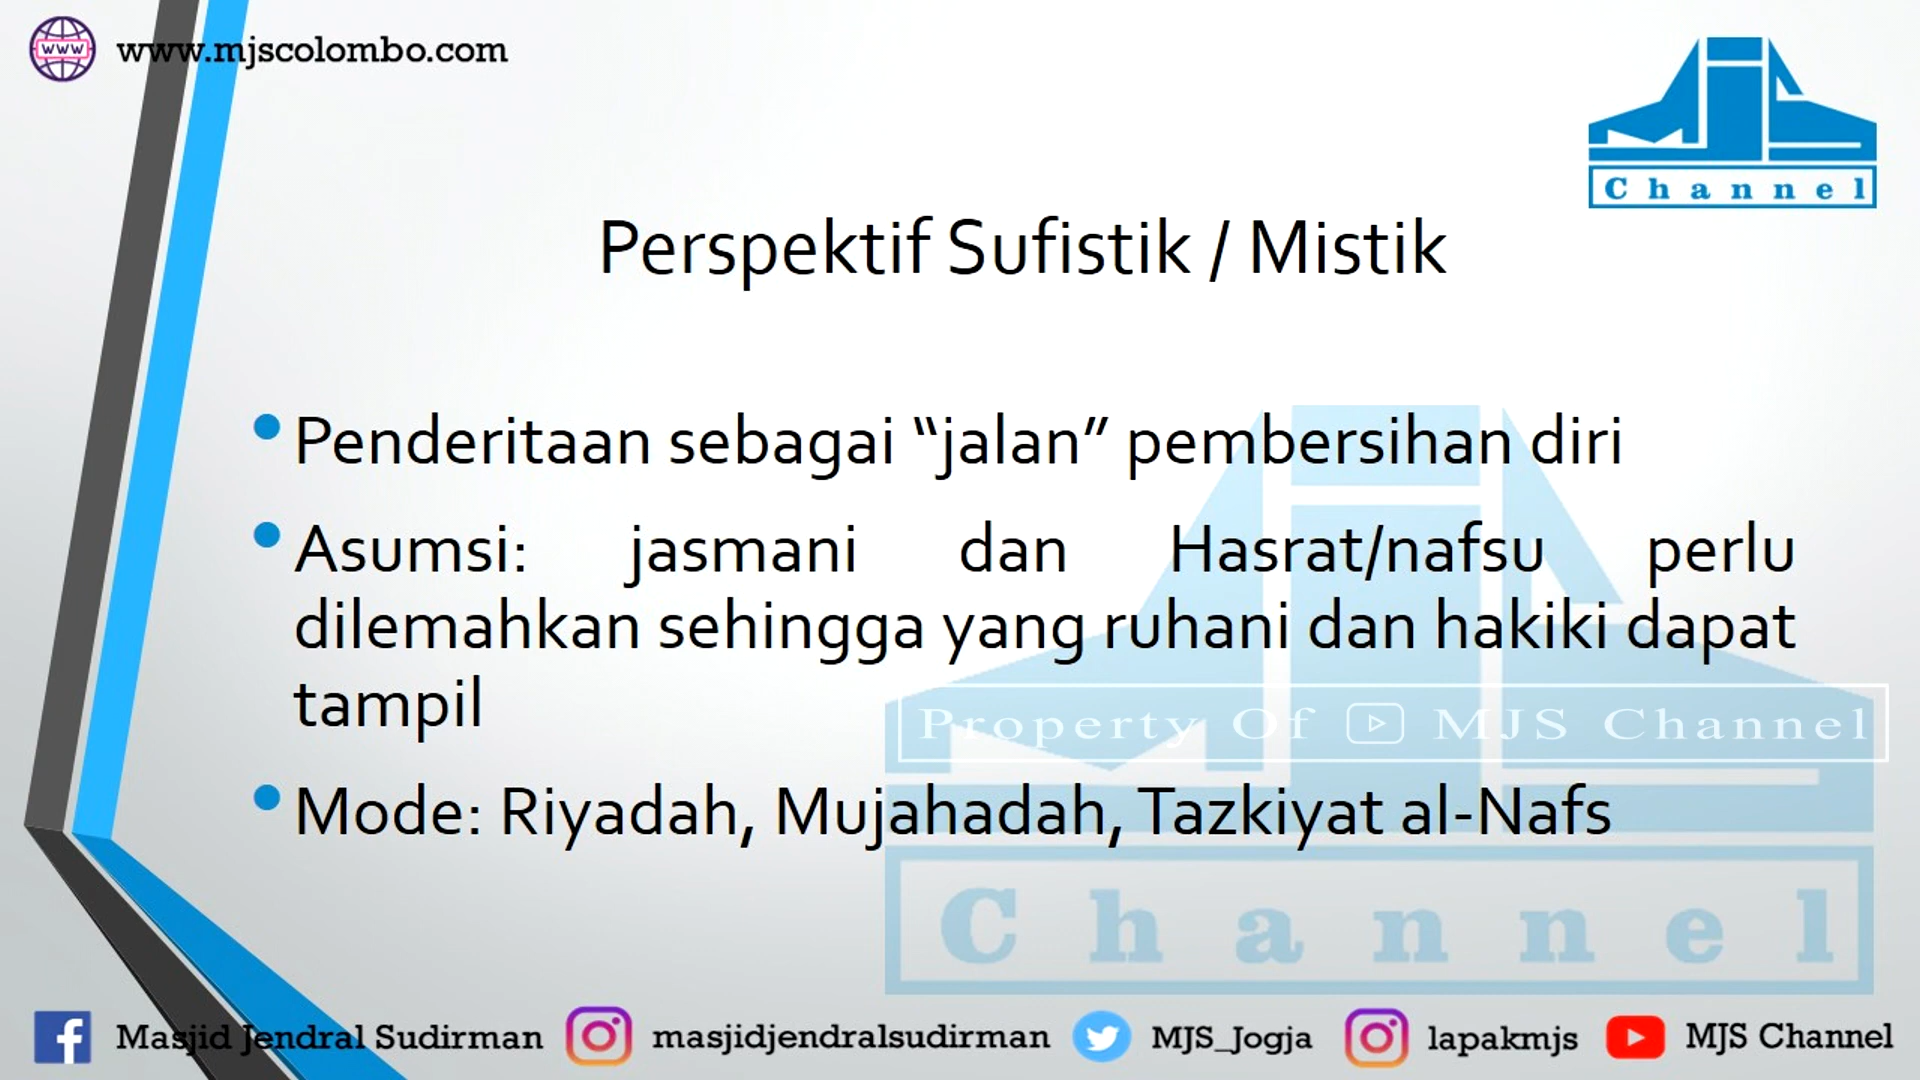 www
www.mjscolombo.com
MJS
Channel
Perspektif Sufistik / Mistik
• Penderitaan sebagai “jalan” pembersihan diri
• Asumsi: jasmani dan Hasrat/nafsu perlu
dilemahkan sehingga yang ruhani dan hakiki dapat
tampil
Property Of MJS Channel
• Mode: Riyadah, Mujahadah, Tazkiyat al-Nafs
Channel
Masjid Jendral Sudirman masjidjendralsudirman MJS_Jogja lapakmjs MJS Channel